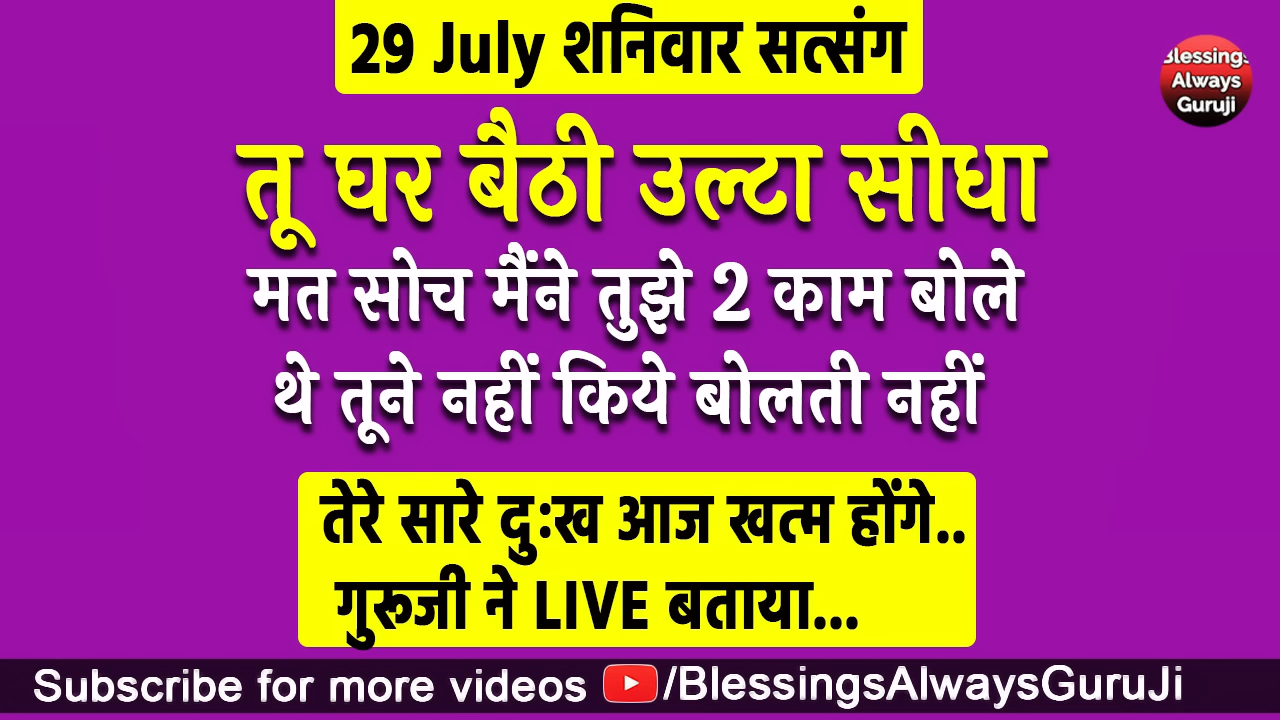 29 July शनिवार सत्संग
Blessings
Always
Guruji
तू घर बैठी उल्टा सीधा
मत सोच मैंने तुझे 2 काम बोले
थे तूने नहीं किये बोलती नहीं
तेरे सारे दुःख आज खत्म होंगे..
गुरूजी ने LIVE बताया...
Subscribe for more videos /BlessingsAlwaysGuruJi